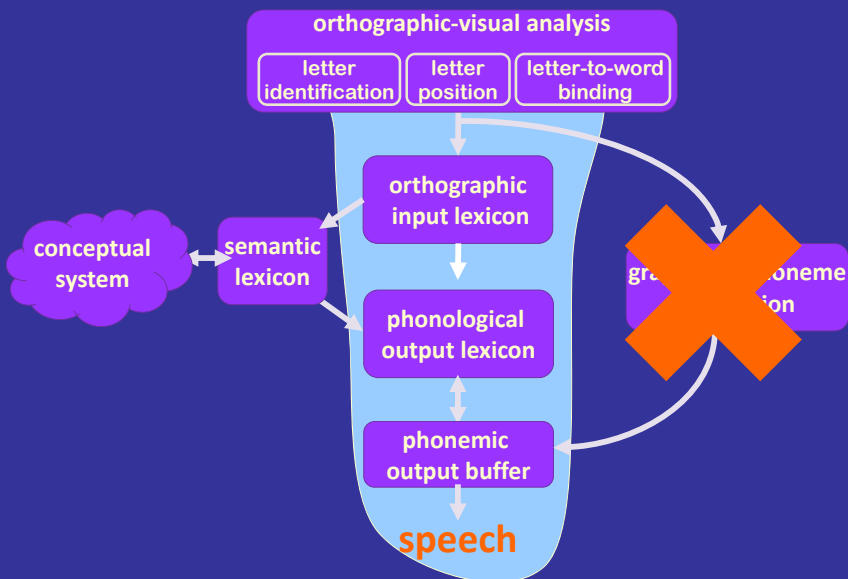 orthographic-visual analysis
letter
identification
letter
position
letter-to-word
binding
orthographic
input lexicon
conceptual
system
semantic
lexicon
phonological
output lexicon
phonemic
output buffer
speech